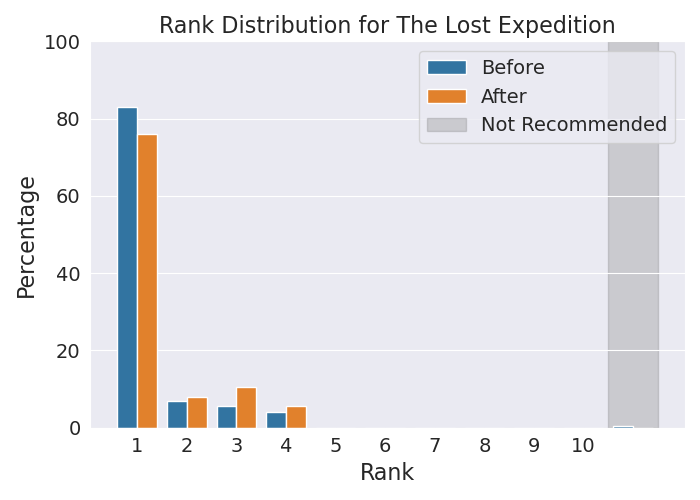 Rank Distribution for The Lost Expedition
Percentage
100
80
60
40
20
0
Before
After
Not Recommended
1 2 3 4 5 6 7 8 9 10
Rank